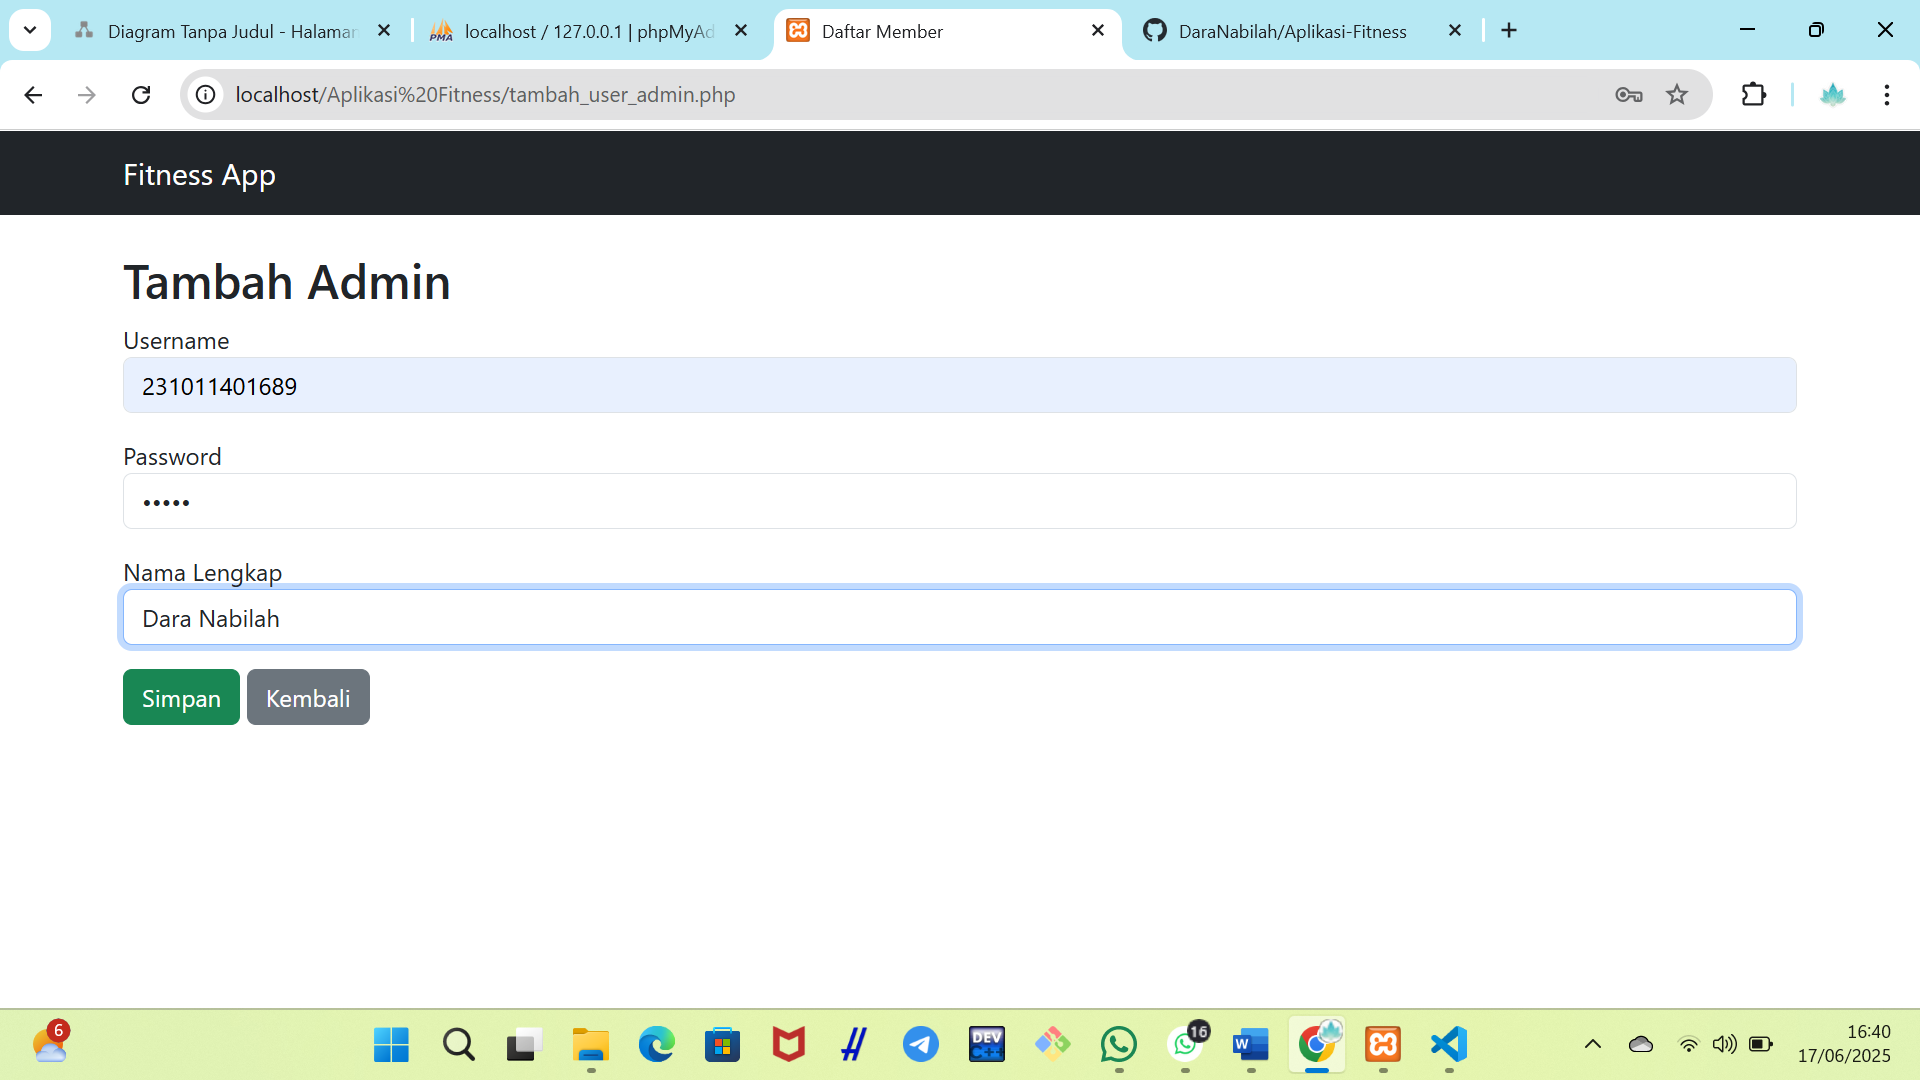 Diagram Tanpa Judul - Halaman
localhost / 127.0.0.1 | phpMyAd
Daftar Member
DaraNabilah/Aplikasi-Fitness
localhost/Aplikasi%20Fitness/tambah_user_admin.php
Fitness App
Tambah Admin
Username
231011401689
Password
•••••
Nama Lengkap
Dara Nabilah
Simpan Kembali
6
DEV
C++
16
W
16:40
17/06/2025